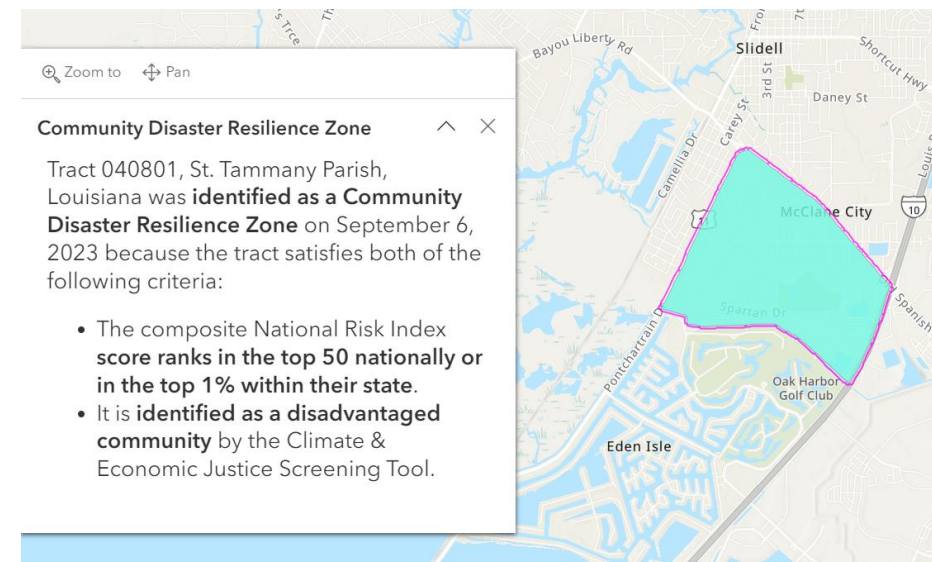 Zoom to
Pan
Community Disaster Resilience Zone
Tract 040801, St. Tammany Parish,
Louisiana was identified as a Community
Disaster Resilience Zone on September 6,
2023 because the tract satisfies both of the
following criteria:
• The composite National Risk Index
score ranks in the top 50 nationally or
in the top 1% within their state.
• It is identified as a disadvantaged
community by the Climate &
Economic Justice Screening Tool.
Bayou Liberty Rd
Slidell
Shortcut Hwy
3rd St
Daney St
Carey St
Camellia Dr
McClane City
10
Spartan Dr
Pontchartrain D
Oak Harbor
Golf Club
Eden Isle